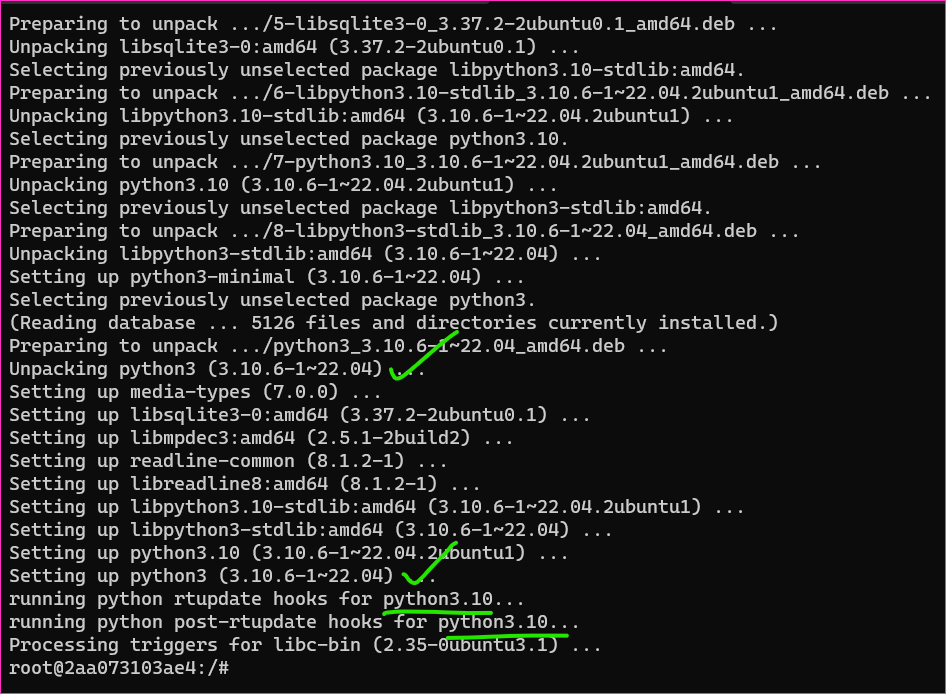 Preparing to unpack .../5-libsqlite3-0_3.37.2-2ubuntu0.1_amd64.deb ...
Unpacking libsqlite3-0:amd64 (3.37.2-2ubuntu0.1) ...
Selecting previously unselected package libpython3.10-stdlib:amd64.
Preparing to unpack .../6-libpython3.10-stdlib_3.10.6-1~22.04.2ubuntu1_amd64.deb ...
Unpacking libpython3.10-stdlib:amd64 (3.10.6-1~22.04.2ubuntu1) ...
Selecting previously unselected package python3.10.
Preparing to unpack .../7-python3.10_3.10.6-1~22.04.2ubuntu1_amd64.deb ...
Unpacking python3.10 (3.10.6-1~22.04.2ubuntu1) ...
Selecting previously unselected package libpython3-stdlib:amd64.
Preparing to unpack .../8-libpython3-stdlib_3.10.6-1~22.04_amd64.deb ...
Unpacking libpython3-stdlib:amd64 (3.10.6-1~22.04) ...
Setting up python3-minimal (3.10.6-1~22.04) ...
Selecting previously unselected package python3.
(Reading database ... 5126 files and directories currently installed.)
Preparing to unpack .../python3_3.10.6-1~22.04_amd64.deb ...
Unpacking python3 (3.10.6-1~22.04) ...
Setting up media-types (7.0.0) ...
Setting up libsqlite3-0:amd64 (3.37.2-2ubuntu0.1) ...
Setting up libmpdec3:amd64 (2.5.1-2build2) ...
Setting up readline-common (8.1.2-1) ...
Setting up libreadline8:amd64 (8.1.2-1) ...
Setting up libpython3.10-stdlib:amd64 (3.10.6-1~22.04.2ubuntu1) ...
Setting up libpython3-stdlib:amd64 (3.10.6-1~22.04) ...
Setting up python3.10 (3.10.6-1~22.04.2ubuntu1) ...
Setting up python3 (3.10.6-1~22.04) ...
running python rtupdate hooks for python3.10...
running python post-rtupdate hooks for python3.10...
Processing triggers for libc-bin (2.35-0ubuntu3.1) ...
root@2aa073103ae4:/#